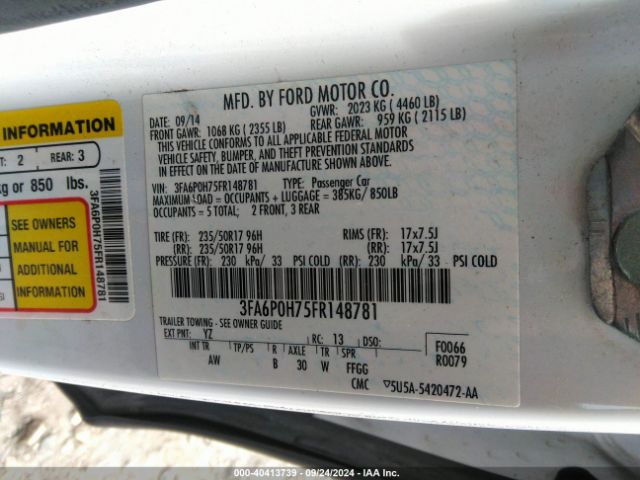 MFD. BY FORD MOTOR CO.
DATE: 09/14 GVWR: 2023 KG ( 4460 LB)
FRONT GAWR: 1068 KG ( 2355 LB) REAR GAWR: 959 KG ( 2115 LB)
THIS VEHICLE CONFORMS TO ALL APPLICABLE FEDERAL MOTOR
VEHICLE SAFETY, BUMPER, AND THEFT PREVENTION STANDARDS
IN EFFECT ON THE DATE OF MANUFACTURE SHOWN ABOVE.
VIN: 3FA6P0H75FR148781 TYPE: Passenger Car
MAXIMUM LOAD = OCCUPANTS + LUGGAGE = 385KG/ 850LB
OCCUPANTS = 5 TOTAL; 2 FRONT, 3 REAR
TIRE (FR): 235/50R17 96H RIMS (FR): 17x7.5J
(RR): 235/50R17 96H (RR): 17x7.5J
PRESSURE (FR): 230 kPa/ 33 PSI COLD (RR): 230 kPa/ 33 PSI COLD
3FA6P0H75FR148781
TRAILER TOWING - SEE OWNER GUIDE
EXT PNT: YZ RC: 13 DSO: F0066
INT TR TP/PS R AXLE TR SPR R0079
AW B 30 W FFGG
CMC ▽5U5A-5420472-AA
INFORMATION
2 REAR: 3
kg or 850 lbs.
SEE OWNERS
MANUAL FOR
ADDITIONAL
INFORMATION
3FA6P0H75FR148781
000-40413739 - 09/24/2024 - IAA Inc.